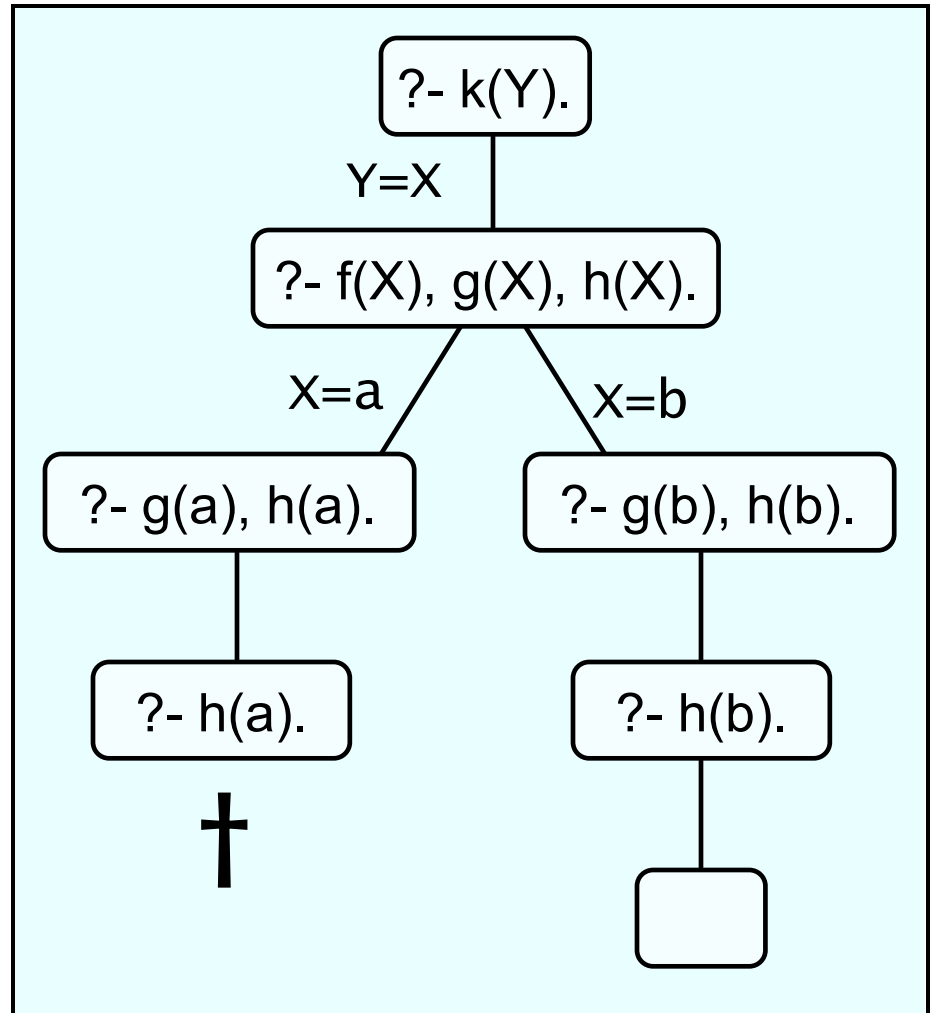 ?- k(Y).
Y=X
?- f(X), g(X), h(X).
X=a
X=b
?- g(a), h(a).
?- g(b), h(b).
?- h(a).
?- h(b).
†